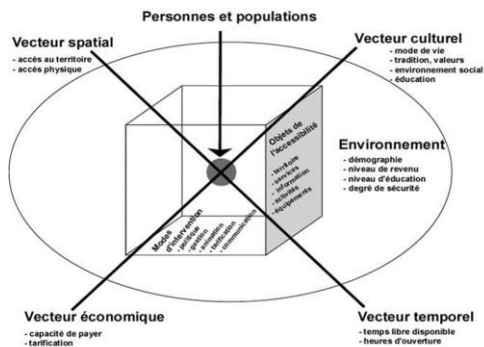 Personnes et populations
Vecteur spatial
- accès au territoire
- accès physique
Vecteur culturel
- mode de vie
- tradition, valeurs
- environnement social
- éducation
Objets de
l'accessibilité
- territoire
- services
- information
- activités
- équipements
Environnement
- démographie
- niveau de revenu
- niveau d'éducation
- degré de sécurité
Modes
d'intervention
- politique
- gestion
- animation
- tarification
- communication
Vecteur économique
- capacité de payer
- tarification
Vecteur temporel
- temps libre disponible
- heures d'ouverture